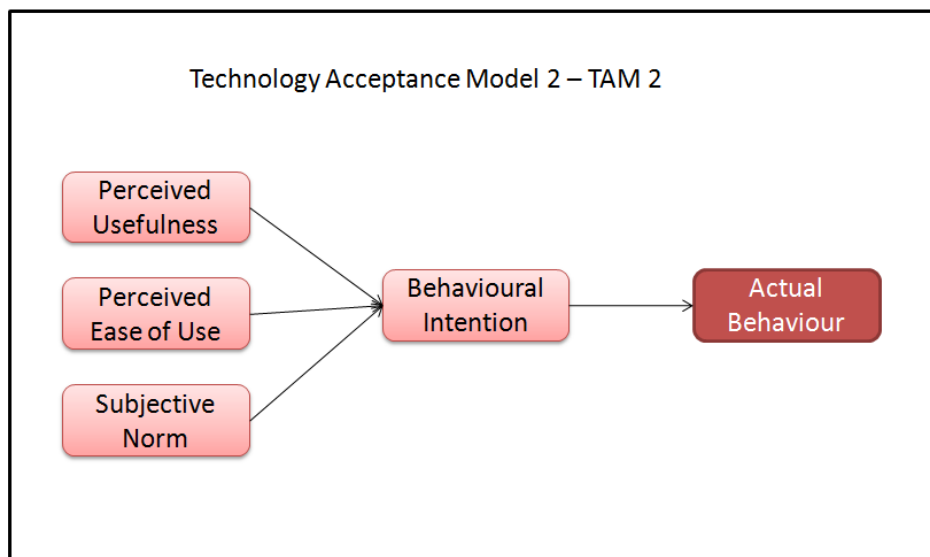 Technology Acceptance Model 2 – TAM 2
Perceived
Usefulness
Perceived
Ease of Use
Subjective
Norm
Behavioural
Intention
Actual
Behaviour